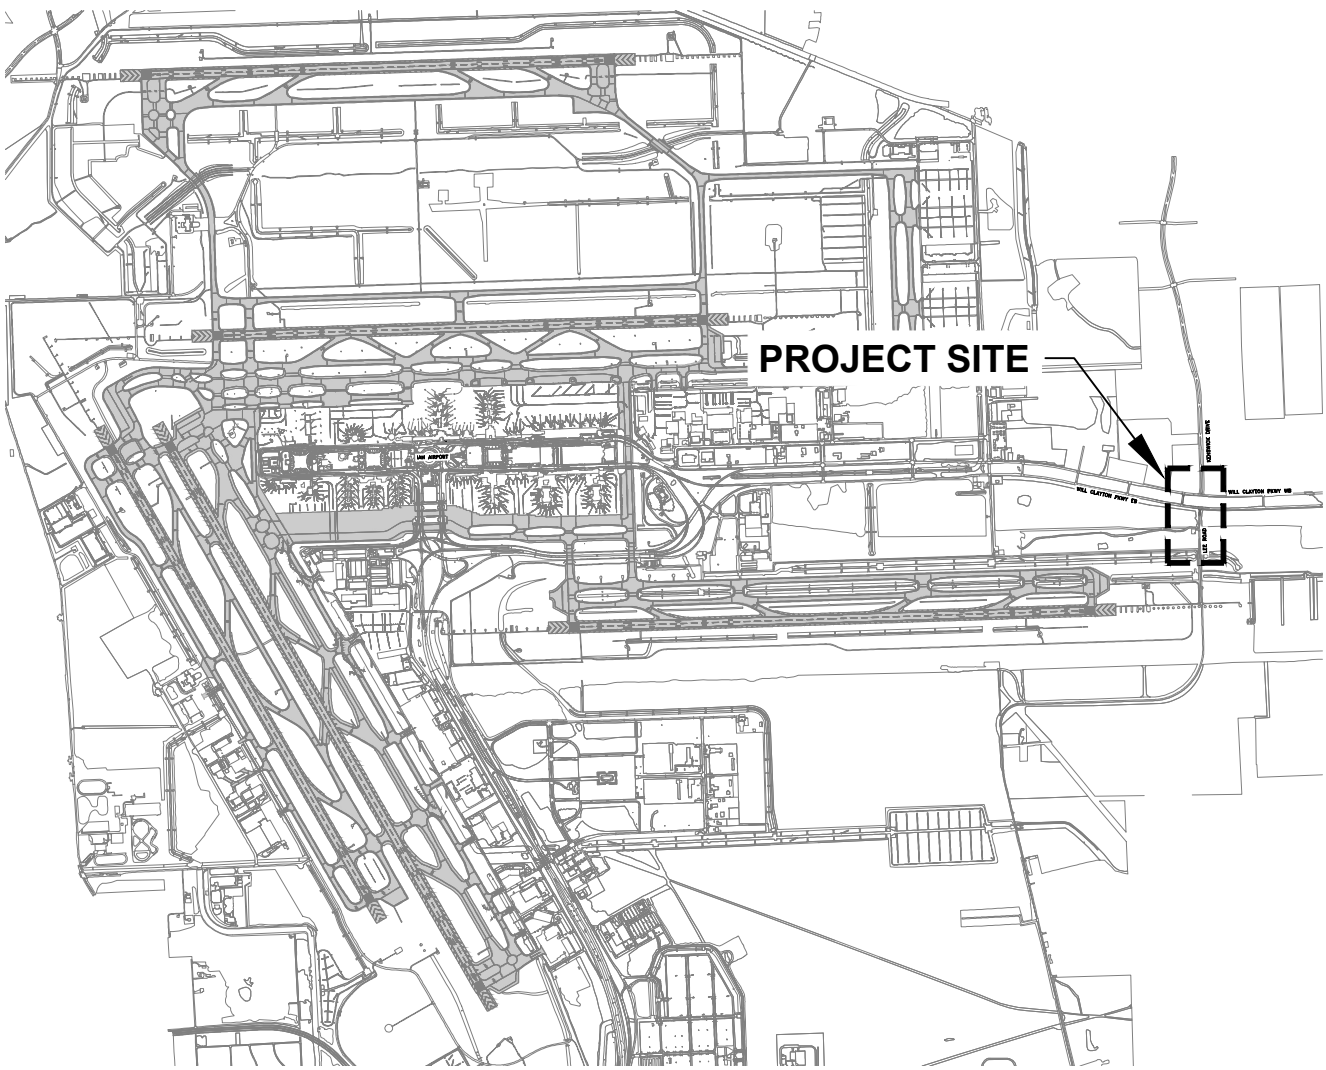 PROJECT SITE
KENSWICK DRIVE
IAH AIRPORT
WILL CLAYTON PKWY EB
WILL CLAYTON PKWY WB
LEE ROAD